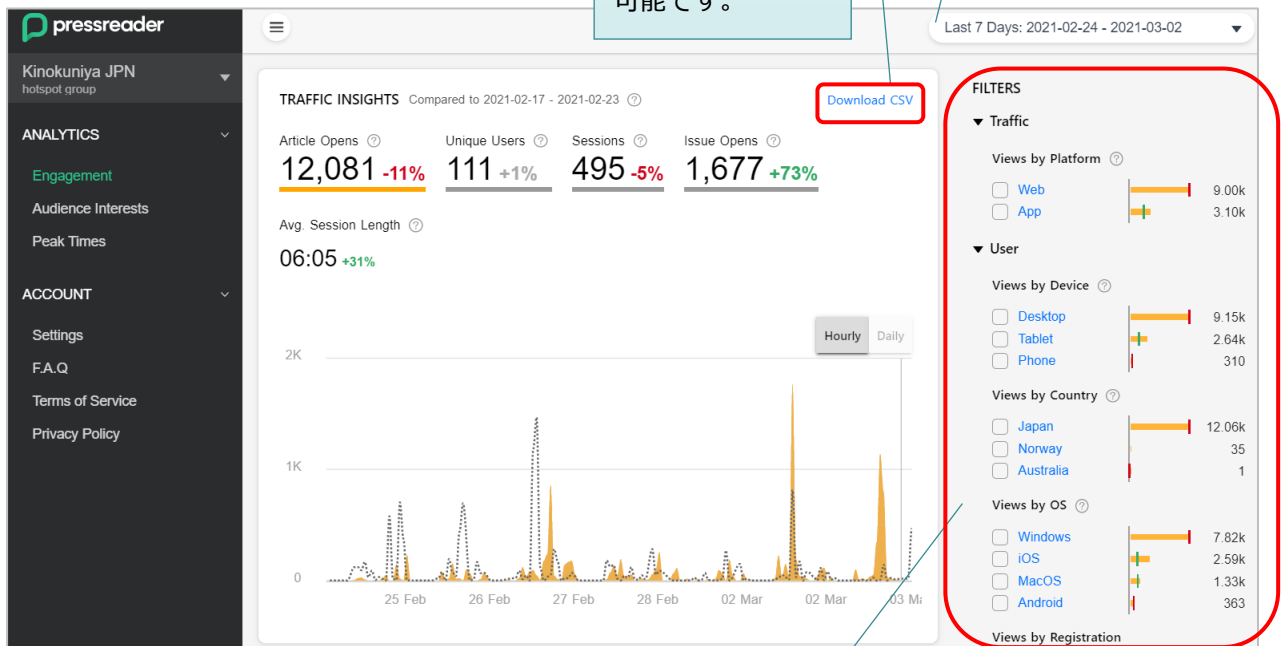 可能です。
pressreader
Last 7 Days: 2021-02-24 - 2021-03-02
Kinokuniya JPN
hotspot group
ANALYTICS
Engagement
Audience Interests
Peak Times
ACCOUNT
Settings
F.A.Q
Terms of Service
Privacy Policy
TRAFFIC INSIGHTS Compared to 2021-02-17 - 2021-02-23 ?
Download CSV
Article Opens ?
12,081 -11%
Unique Users ?
111 +1%
Sessions ?
495 -5%
Issue Opens ?
1,677 +73%
Avg. Session Length ?
06:05 +31%
Hourly Daily
2K
1K
0
25 Feb 26 Feb 27 Feb 28 Feb 02 Mar 02 Mar 03
FILTERS
Traffic
Views by Platform ?
Web 9.00k
App 3.10k
User
Views by Device ?
Desktop 9.15k
Tablet 2.64k
Phone 310
Views by Country ?
Japan 12.06k
Norway 35
Australia 1
Views by OS ?
Windows 7.82k
iOS 2.59k
MacOS 1.33k
Android 363
Views by Registration